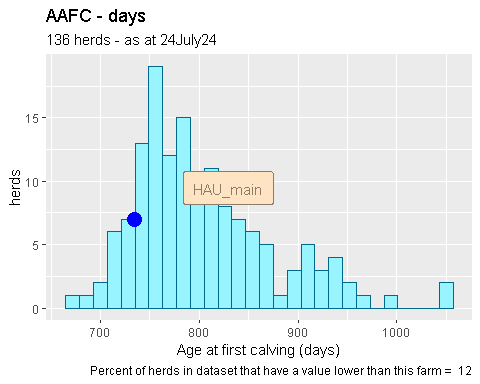 AAFC - days
136 herds - as at 24July24
15
10
5
0
herds
HAU_main
700 800 900 1000
Age at first calving (days)
Percent of herds in dataset that have a value lower than this farm = 12